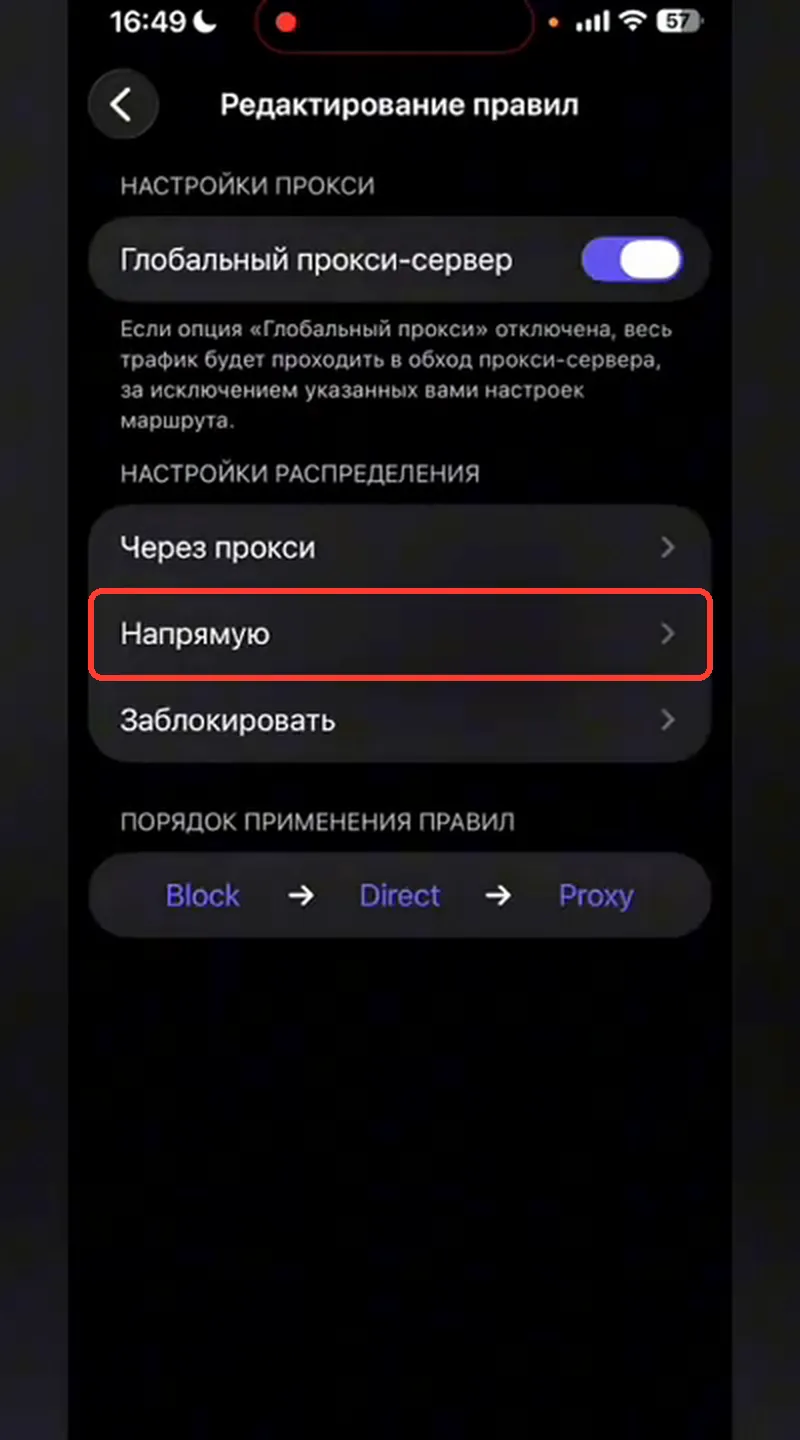 16:49
57
Редактирование правил
НАСТРОЙКИ ПРОКСИ
Глобальный прокси-сервер
Если опция «Глобальный прокси» отключена, весь
трафик будет проходить в обход прокси-сервера,
за исключением указанных вами настроек
маршрута.
НАСТРОЙКИ РАСПРЕДЕЛЕНИЯ
Через прокси
Напрямую
Заблокировать
ПОРЯДОК ПРИМЕНЕНИЯ ПРАВИЛ
Block → Direct → Proxy